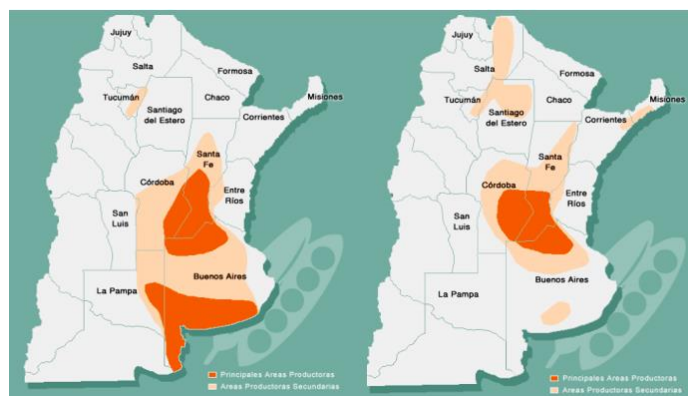 Jujuy
Salta
Formosa
Tucumán
Santiago
del Estero
Chaco
Misiones
Corrientes
Santa
Fe
Córdoba
Entre
Ríos
San
Luis
Buenos Aires
La Pampa
Principales Areas Productoras
Areas Productoras Secundarias
Jujuy
Salta
Formosa
Tucumán
Santiago
del Estero
Chaco
Misiones
Corrientes
Santa
Fe
Córdoba
Entre
Ríos
San
Luis
Buenos Aires
La Pampa
Principales Areas Productoras
Areas Productoras Secundarias